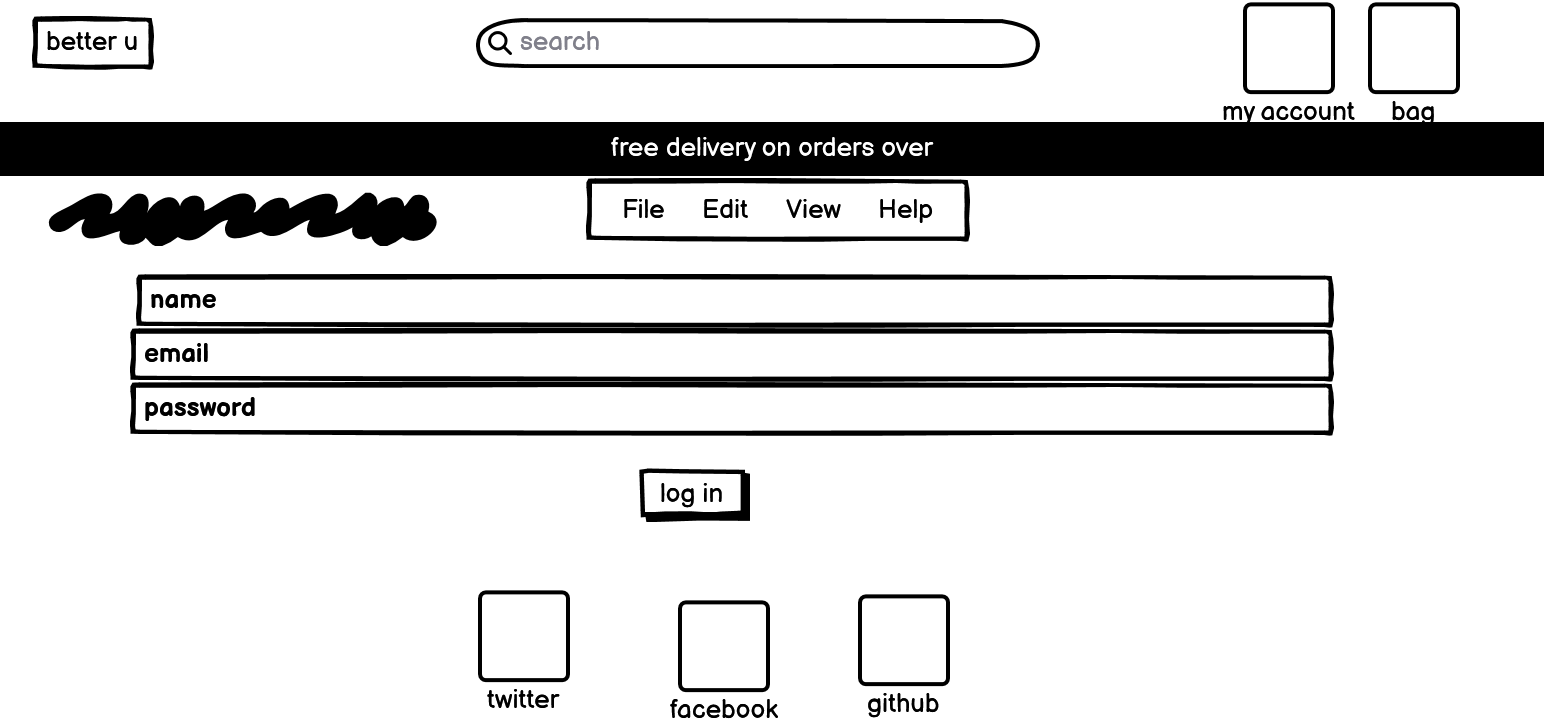 better u
search
my account
bag
free delivery on orders over
File Edit View Help
name
email
password
log in
twitter
facebook
github